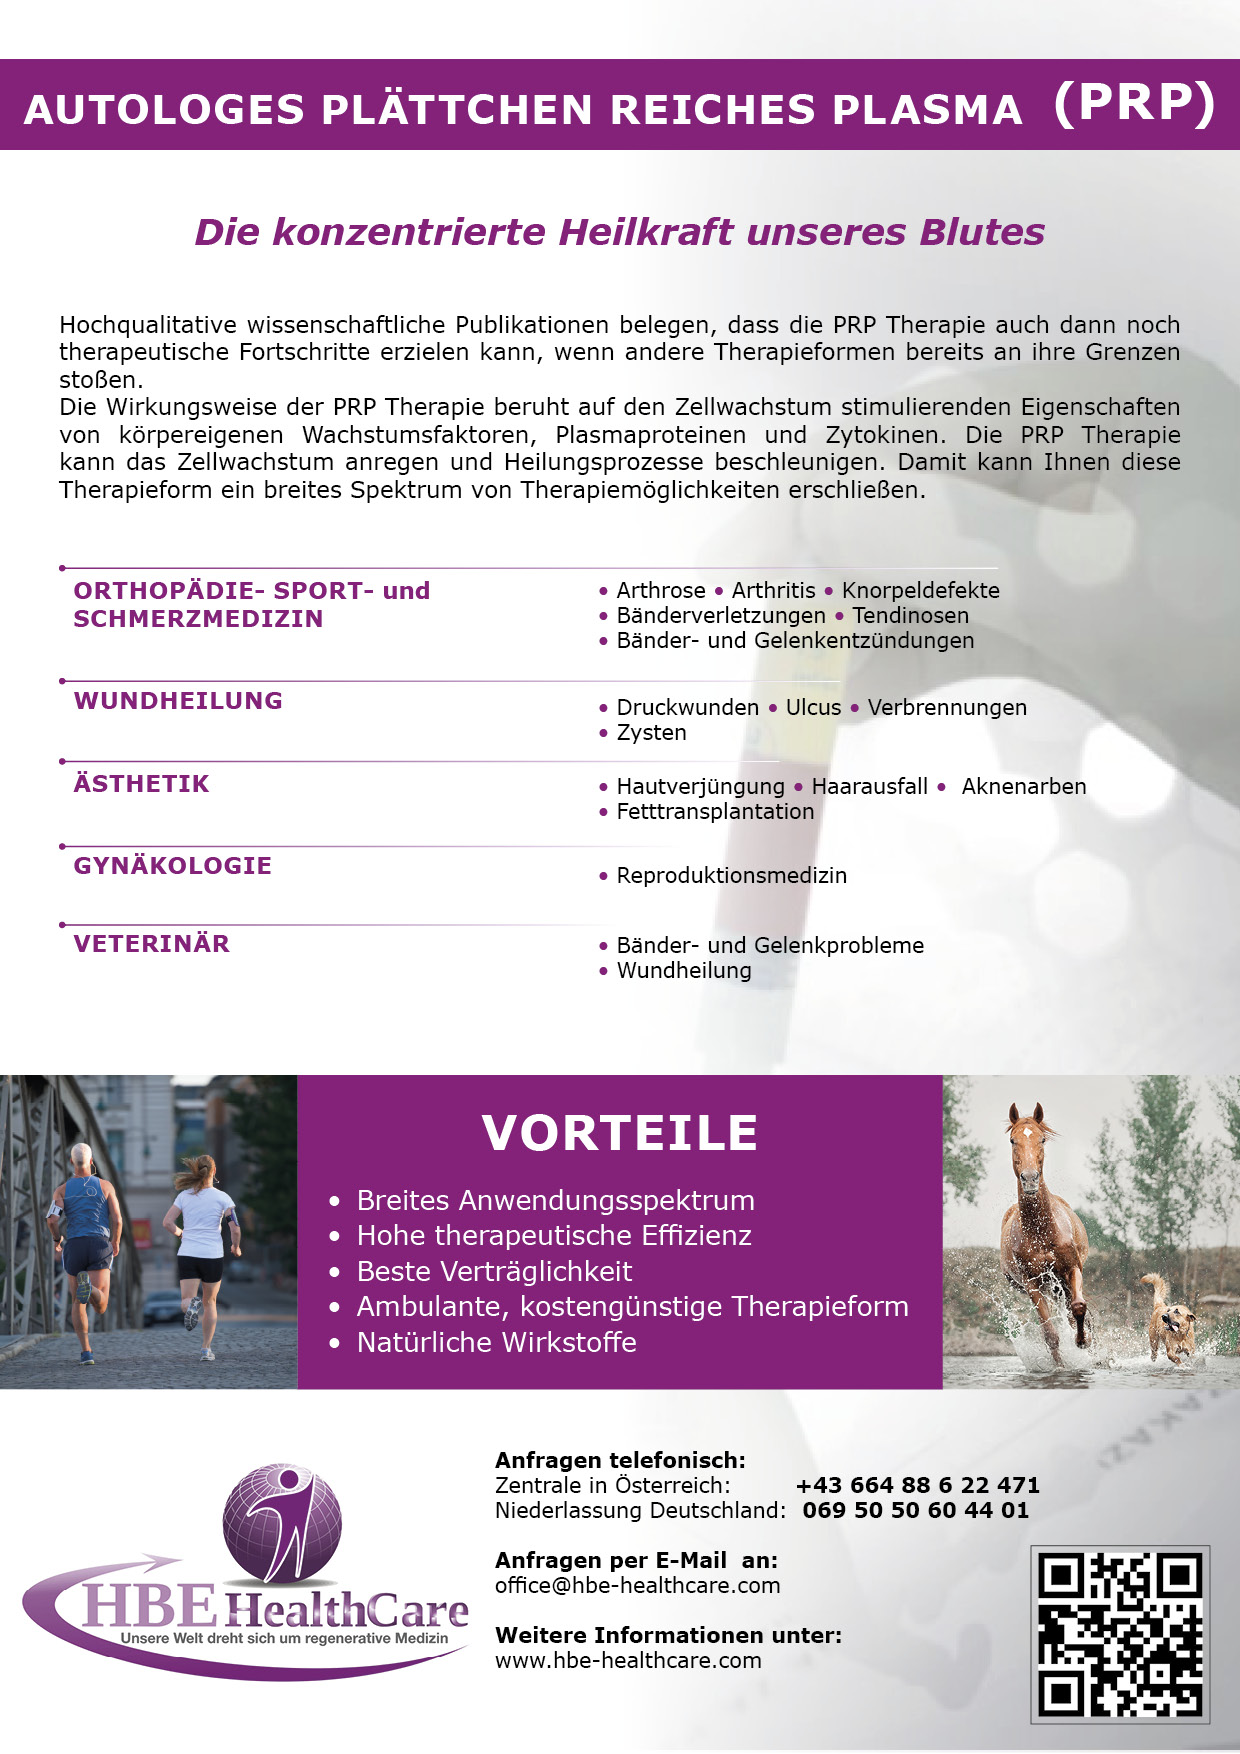 AUTOLOGES PLÄTTCHEN REICHES PLASMA (PRP)
Die konzentrierte Heilkraft unseres Blutes
Hochqualitative wissenschaftliche Publikationen belegen, dass die PRP Therapie auch dann noch
therapeutische Fortschritte erzielen kann, wenn andere Therapieformen bereits an ihre Grenzen
stoßen.
Die Wirkungsweise der PRP Therapie beruht auf den Zellwachstum stimulierenden Eigenschaften
von körpereigenen Wachstumsfaktoren, Plasmaproteinen und Zytokinen. Die PRP Therapie
kann das Zellwachstum anregen und Heilungsprozesse beschleunigen. Damit kann Ihnen diese
Therapieform ein breites Spektrum von Therapiemöglichkeiten erschließen.
ORTHOPÄDIE- SPORT- und
SCHMERZMEDIZIN
• Arthrose • Arthritis • Knorpeldefekte
• Bänderverletzungen • Tendinosen
• Bänder- und Gelenkentzündungen
WUNDHEILUNG
• Druckwunden • Ulcus • Verbrennungen
• Zysten
ÄSTHETIK
• Hautverjüngung • Haarausfall • Aknenarben
• Fetttransplantation
GYNÄKOLOGIE
• Reproduktionsmedizin
VETERINÄR
• Bänder- und Gelenkprobleme
• Wundheilung
VORTEILE
• Breites Anwendungsspektrum
• Hohe therapeutische Effizienz
• Beste Verträglichkeit
• Ambulante, kostengünstige Therapieform
• Natürliche Wirkstoffe
HBE HealthCare
Unsere Welt dreht sich um regenerative Medizin
Anfragen telefonisch:
Zentrale in Österreich: +43 664 88 6 22 471
Niederlassung Deutschland: 069 50 50 60 44 01
Anfragen per E-Mail an:
office@hbe-healthcare.com
Weitere Informationen unter:
www.hbe-healthcare.com